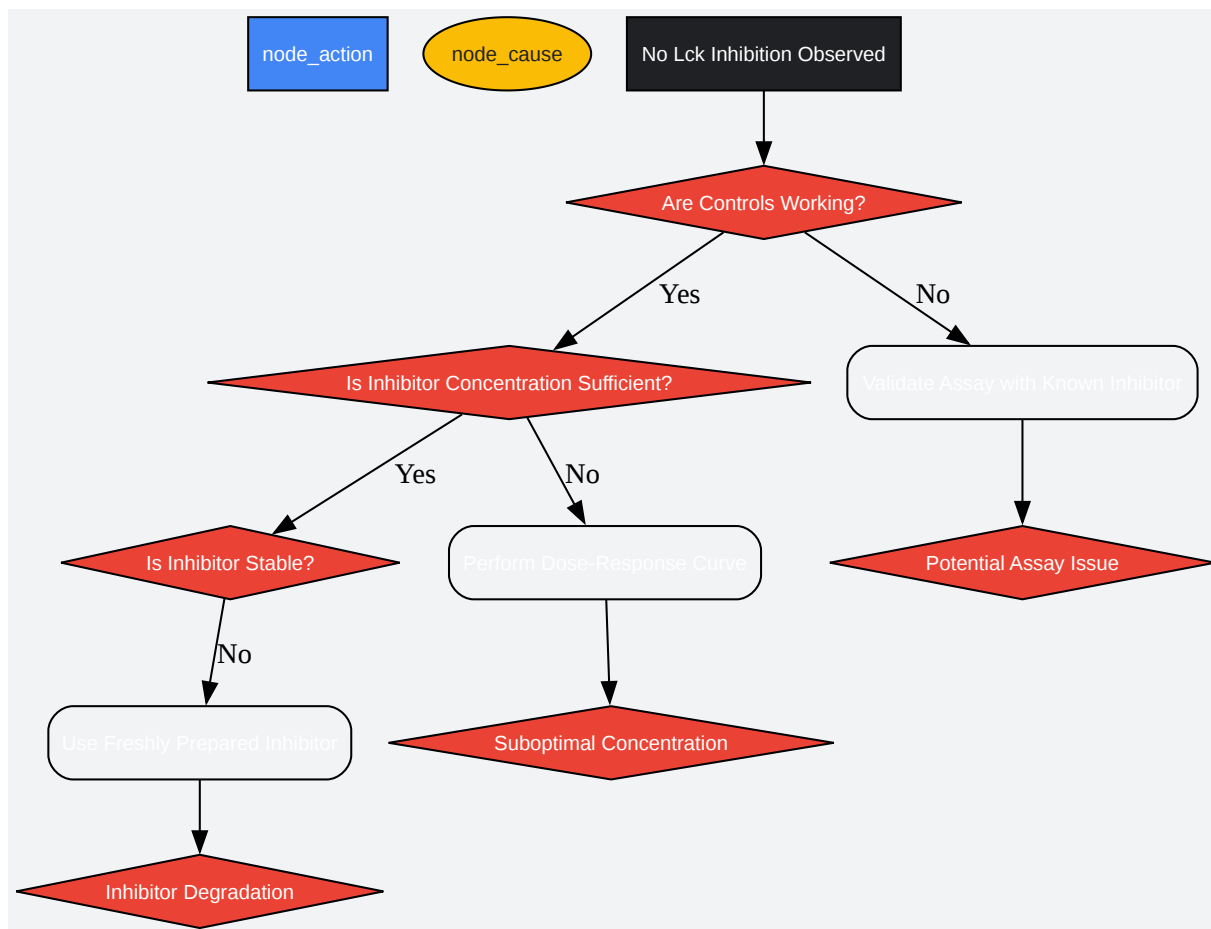 node_action
node_cause
No Lck Inhibition Observed
Are Controls Working?
Yes
No
Is Inhibitor Concentration Sufficient?
Validate Assay with Known Inhibitor
Yes
No
Is Inhibitor Stable?
Perform Dose-Response Curve
Potential Assay Issue
No
Use Freshly Prepared Inhibitor
Suboptimal Concentration
Inhibitor Degradation